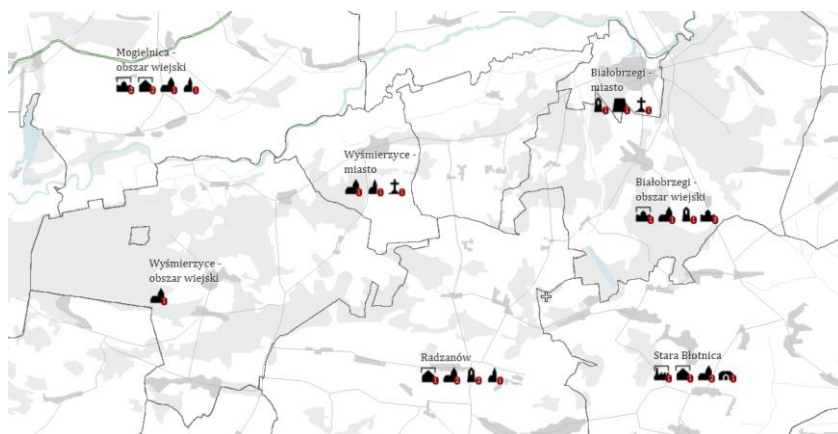 Mogielnica -
obszar wiejski
Białobrzegi -
miasto
Wyśmierzyce -
miasto
Białobrzegi -
obszar wiejski
Wyśmierzyce -
obszar wiejski
Radzanów
Stara Błotnica